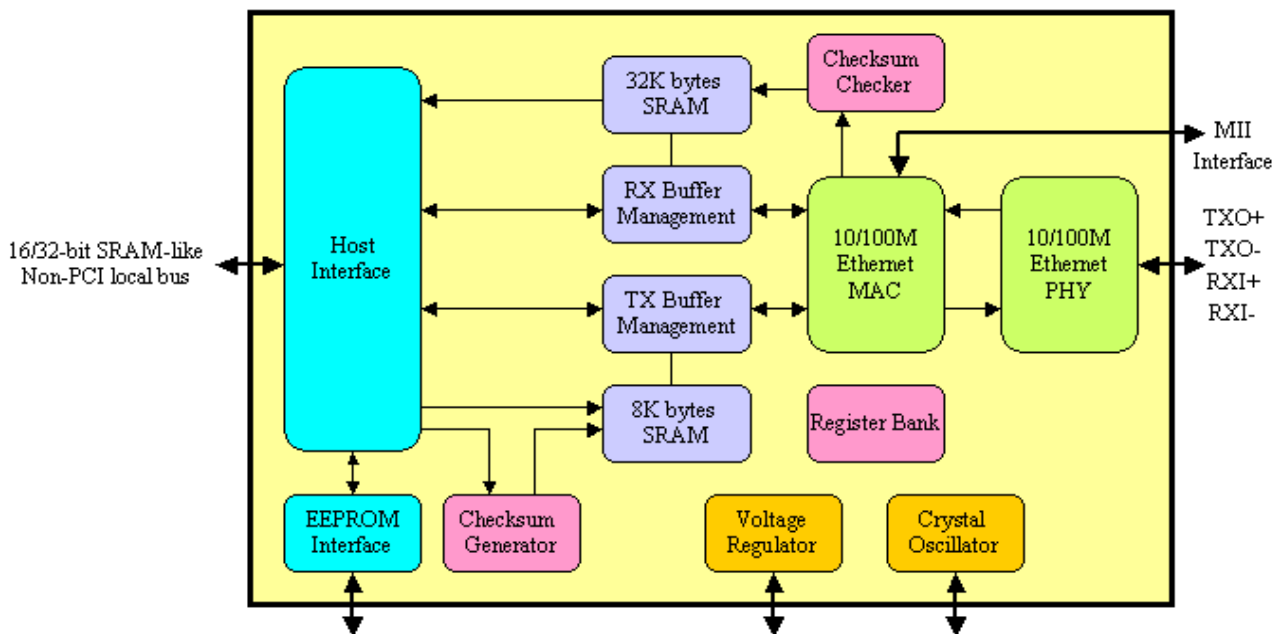 32K bytes
SRAM
Checksum
Checker
MII
Interface
RX Buffer
Management
16/32-bit SRAM-like
Non-PCI local bus
Host
Interface
10/100M
Ethernet
MAC
10/100M
Ethernet
PHY
TXO+
TXO-
RXI+
RXI-
TX Buffer
Management
8K bytes
SRAM
Register Bank
EEPROM
Interface
Checksum
Generator
Voltage
Regulator
Crystal
Oscillator